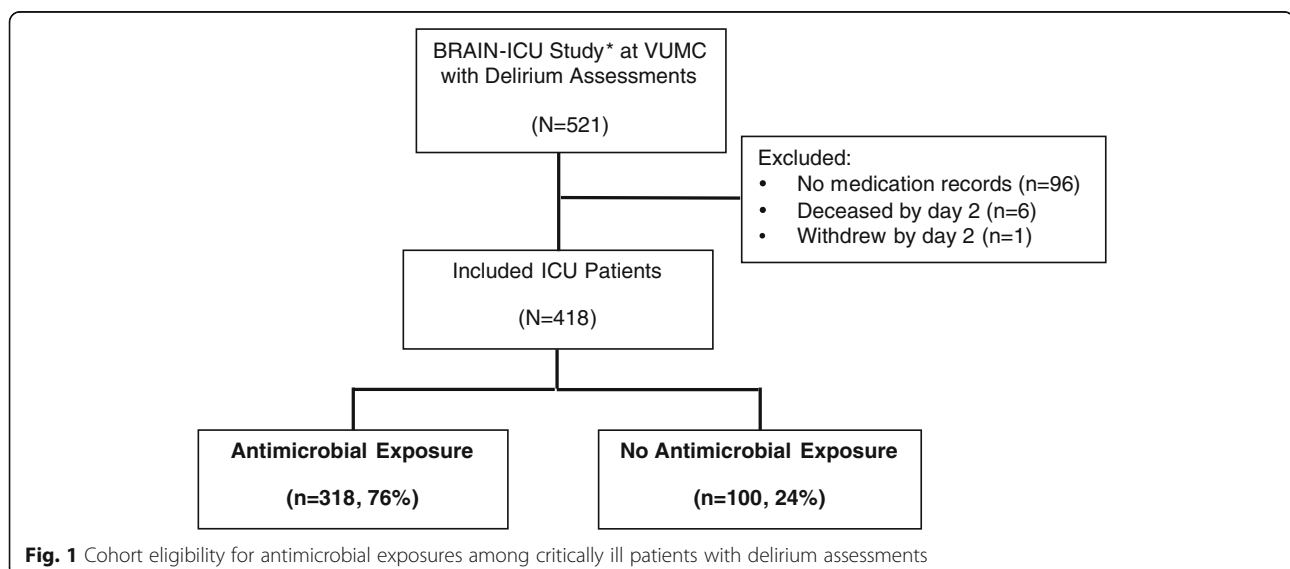 BRAIN-ICU Study* at VUMC
with Delirium Assessments
(N=521)
Excluded:
• No medication records (n=96)
• Deceased by day 2 (n=6)
• Withdrew by day 2 (n=1)
Included ICU Patients
(N=418)
Antimicrobial Exposure
(n=318, 76%)
No Antimicrobial Exposure
(n=100, 24%)
Fig. 1 Cohort eligibility for antimicrobial exposures among critically ill patients with delirium assessments